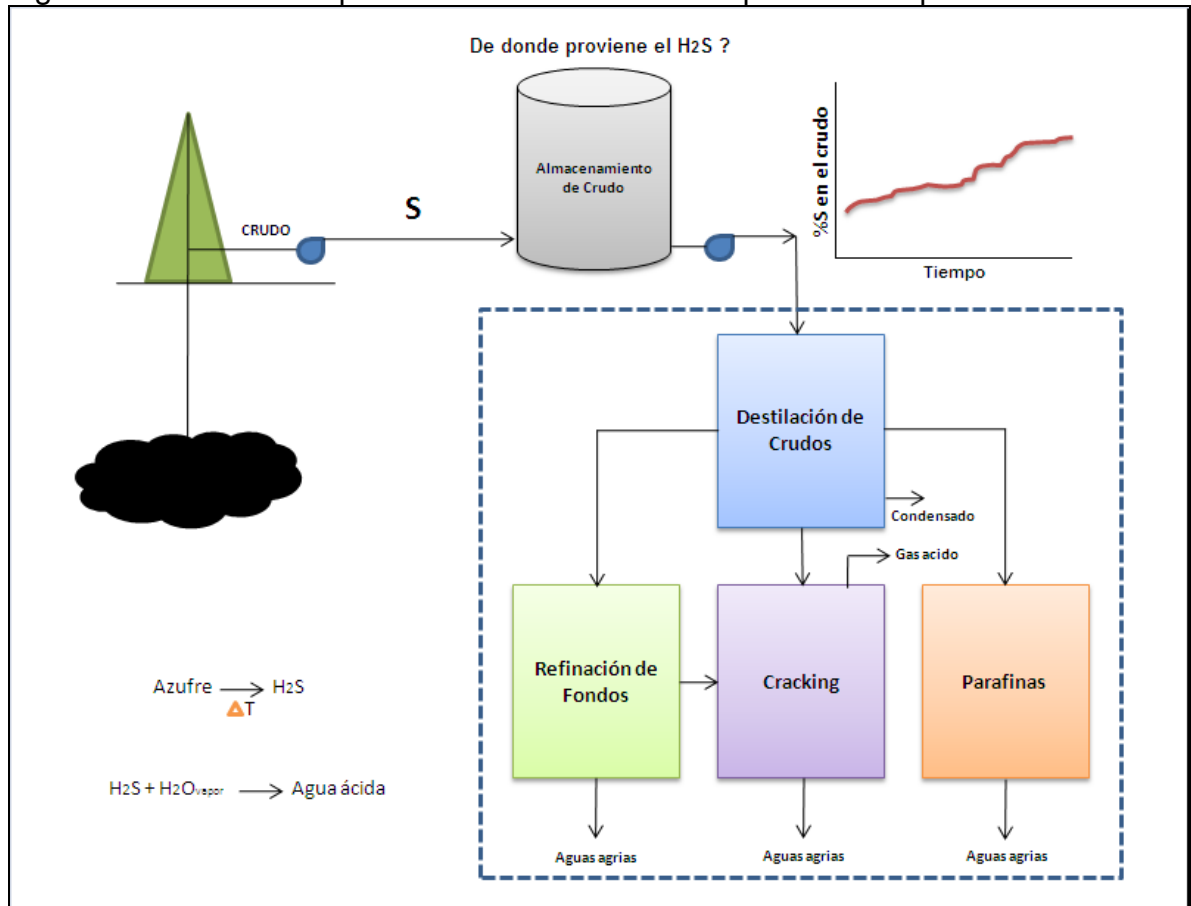 De donde proviene el H2S ?
Almacenamiento
de Crudo
%S en el crudo
Tiempo
S
CRUDO
Destilación de
Crudos
Condensado
Gas acido
Refinación de
Fondos
Cracking
Parafinas
Azufre → H2S
ΔT
H2S + H2Ovapor → Agua ácida
Aguas agrias
Aguas agrias
Aguas agrias